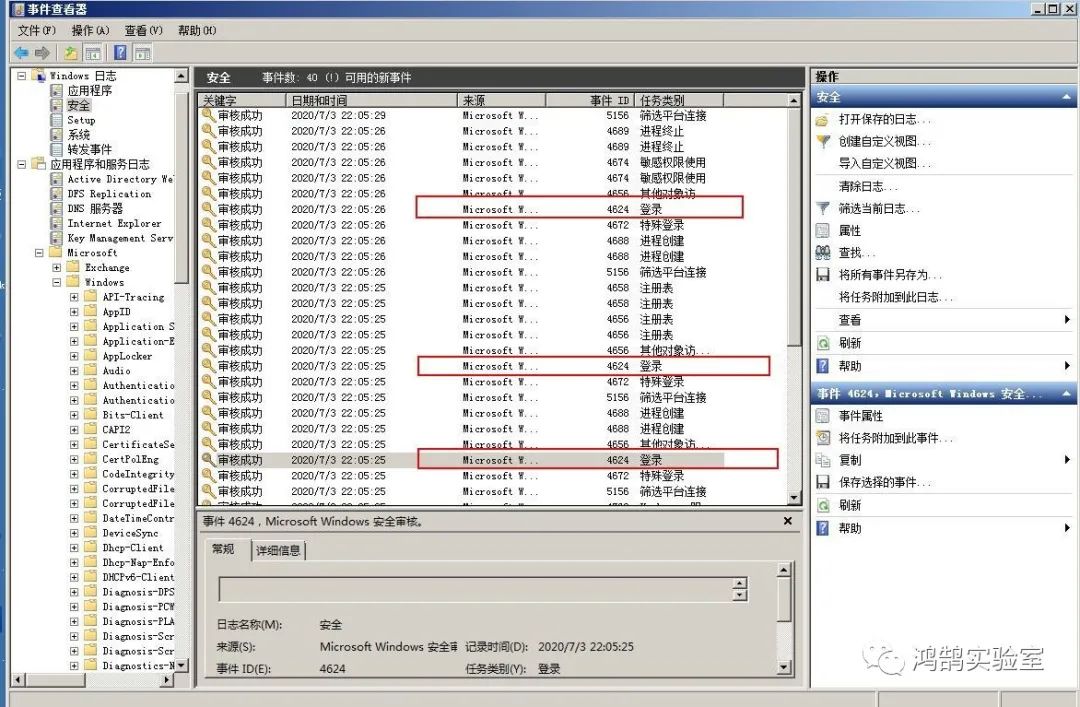 事件查看器
文件(F) 操作(A) 查看(V) 帮助(H)
Windows 日志
应用程序
安全
Setup
系统
转发事件
应用程序和服务日志
Active Directory We
DFS Replication
DNS 服务器
Internet Explorer
Key Management Serv
Microsoft
Exchange
Windows
API-Tracing
AppID
Application S
Application-E
AppLocker
Audio
Authenticatio
Authenticatio
Bits-Client
CAPI2
CertificateSe
CertPolEng
CodeIntegrity
CorruptedFile
CorruptedFile
DateTimeContr
DeviceSync
Dhcp-Client
Dhcp-Nap-Enfo
DHCPv6-Client
Diagnosis-DPS
Diagnosis-PCW
Diagnosis-PLA
Diagnosis-Scr
Diagnosis-Scr
Diagnostics-N
安全 事件数: 40 (!) 可用的新事件
关键字 日期和时间 来源 事件 ID 任务类别
审核成功 2020/7/3 22:05:29 Microsoft W... 5156 筛选平台连接
审核成功 2020/7/3 22:05:26 Microsoft W... 4689 进程终止
审核成功 2020/7/3 22:05:26 Microsoft W... 4689 进程终止
审核成功 2020/7/3 22:05:26 Microsoft W... 4674 敏感权限使用
审核成功 2020/7/3 22:05:26 Microsoft W... 4674 敏感权限使用
审核成功 2020/7/3 22:05:26 Microsoft W... 4656 其他对象访...
审核成功 2020/7/3 22:05:26 Microsoft W... 4624 登录
审核成功 2020/7/3 22:05:26 Microsoft W... 4672 特殊登录
审核成功 2020/7/3 22:05:26 Microsoft W... 4688 进程创建
审核成功 2020/7/3 22:05:26 Microsoft W... 4688 进程创建
审核成功 2020/7/3 22:05:26 Microsoft W... 5156 筛选平台连接
审核成功 2020/7/3 22:05:25 Microsoft W... 4658 注册表
审核成功 2020/7/3 22:05:25 Microsoft W... 4658 注册表
审核成功 2020/7/3 22:05:25 Microsoft W... 4656 注册表
审核成功 2020/7/3 22:05:25 Microsoft W... 4656 注册表
审核成功 2020/7/3 22:05:25 Microsoft W... 4656 其他对象访...
审核成功 2020/7/3 22:05:25 Microsoft W... 4624 登录
审核成功 2020/7/3 22:05:25 Microsoft W... 4672 特殊登录
审核成功 2020/7/3 22:05:25 Microsoft W... 5156 筛选平台连接
审核成功 2020/7/3 22:05:25 Microsoft W... 4688 进程创建
审核成功 2020/7/3 22:05:25 Microsoft W... 4688 进程创建
审核成功 2020/7/3 22:05:25 Microsoft W... 4656 其他对象访...
审核成功 2020/7/3 22:05:25 Microsoft W... 4624 登录
审核成功 2020/7/3 22:05:25 Microsoft W... 4672 特殊登录
审核成功 2020/7/3 22:05:25 Microsoft W... 5156 筛选平台连接
事件 4624，Microsoft Windows 安全审核。
常规 详细信息
日志名称(M): 安全
来源(S): Microsoft Windows 安全审 记录时间(D): 2020/7/3 22:05:25
事件 ID(E): 4624 任务类别(Y): 登录
操作
安全
打开保存的日志...
创建自定义视图...
导入自定义视图...
清除日志...
筛选当前日志...
属性
查找...
将所有事件另存为...
将任务附加到此日志...
查看
刷新
帮助
事件 4624，Microsoft Windows 安全...
事件属性
将任务附加到此事件...
复制
保存选择的事件...
刷新
帮助
鸿鹄实验室